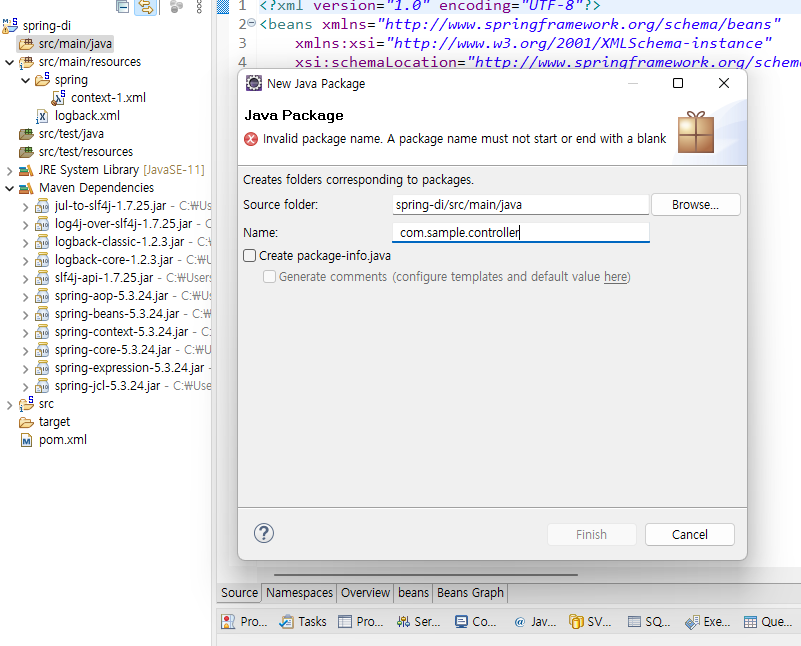 spring-di
src/main/java
src/main/resources
spring
context-1.xml
logback.xml
src/test/java
src/test/resources
JRE System Library [JavaSE-11]
Maven Dependencies
jul-to-slf4j-1.7.25.jar - C:₩Us
log4j-over-slf4j-1.7.25.jar - C:
logback-classic-1.2.3.jar - C:₩
logback-core-1.2.3.jar - C:₩U
slf4j-api-1.7.25.jar - C:₩Users
spring-aop-5.3.24.jar - C:₩Us
spring-beans-5.3.24.jar - C:₩
spring-context-5.3.24.jar - C:
spring-core-5.3.24.jar - C:₩U
spring-expression-5.3.24.jar -
spring-jcl-5.3.24.jar - C:₩Use
src
target
pom.xml
1 <?xml version="1.0" encoding="UTF-8"?>
2 <beans xmlns="http://www.springframework.org/schema/beans"
3 xmlns:xsi="http://www.w3.org/2001/XMLSchema-instance"
4 xsi:schemaLocation="http://www.springframework.org/schem
New Java Package
Java Package
Invalid package name. A package name must not start or end with a blank
Creates folders corresponding to packages.
Source folder: spring-di/src/main/java Browse...
Name: com.sample.controller
Create package-info.java
Generate comments (configure templates and default value here)
? Finish Cancel
Source Namespaces Overview beans Beans Graph
Pro... Tasks Pro... Ser... Co... Jav... SV... SQ... Exe... Que...